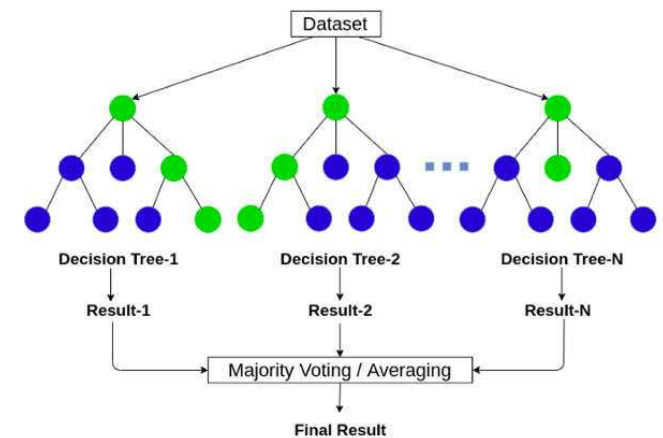 Dataset
Decision Tree-1
Decision Tree-2
Decision Tree-N
Result-1
Result-2
Result-N
Majority Voting / Averaging
Final Result